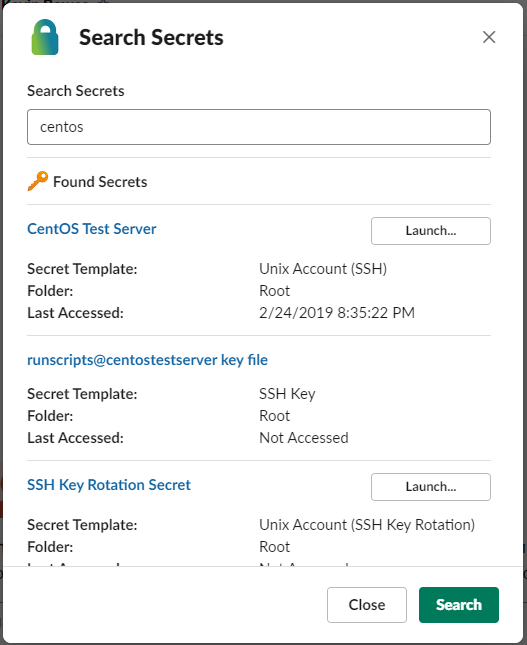 Search Secrets
Search Secrets
centos
Found Secrets
CentOS Test Server
Launch...
Secret Template: Unix Account (SSH)
Folder: Root
Last Accessed: 2/24/2019 8:35:22 PM
runscripts@centostestserver key file
Secret Template: SSH Key
Folder: Root
Last Accessed: Not Accessed
SSH Key Rotation Secret
Launch...
Secret Template: Unix Account (SSH Key Rotation)
Folder: Root
Close
Search